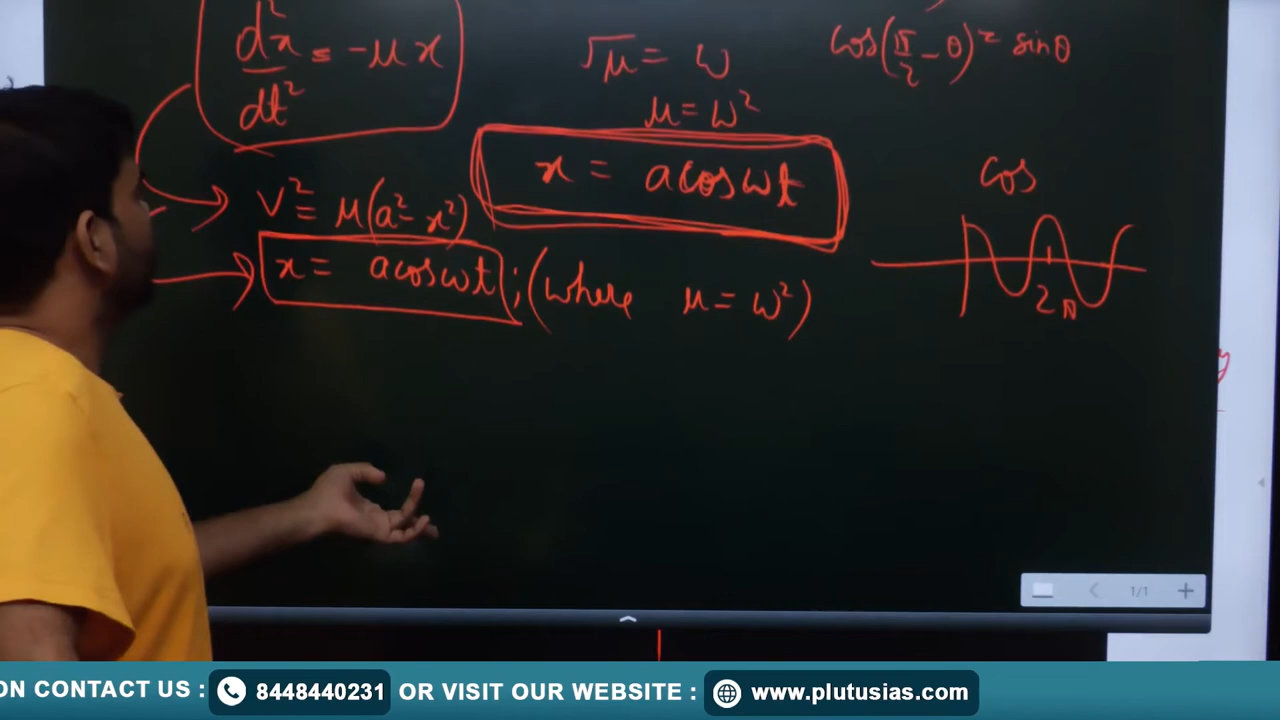 d²x/dt² = -μx
√μ = ω
μ = ω²
cos(π/2 - θ) = sinθ
x = a cos ωt
cos
V² = μ(a² - x²)
x = a cos ωt ; (where μ = ω²)
2π
1/1
ON CONTACT US : 8448440231 OR VISIT OUR WEBSITE : www.plutusias.com